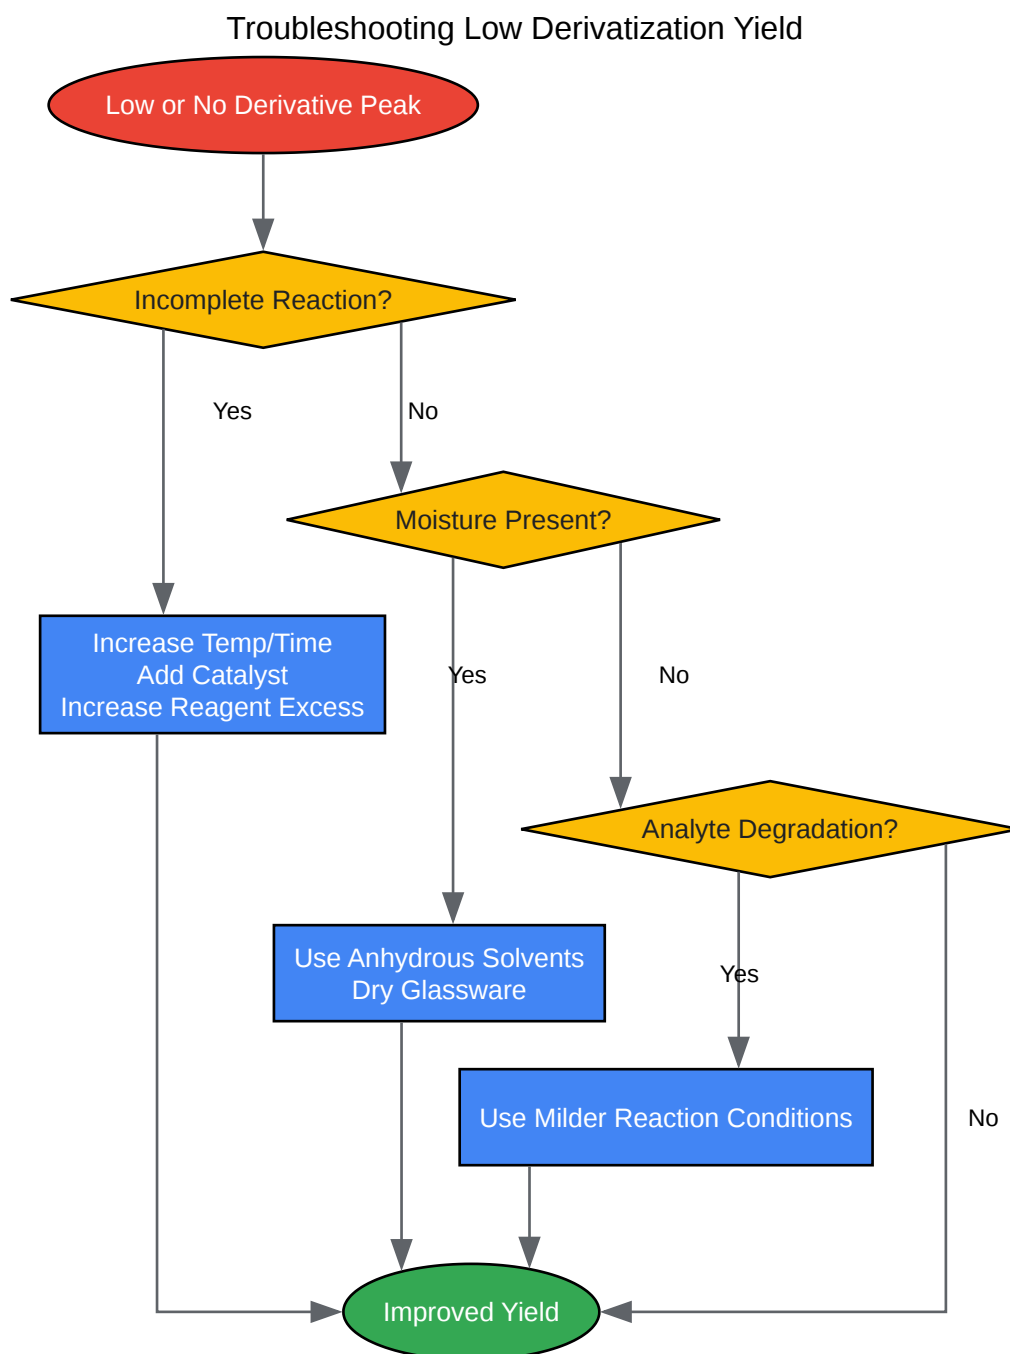 Troubleshooting Low Derivatization Yield
Low or No Derivative Peak
Incomplete Reaction?
Yes
No
Moisture Present?
Increase Temp/Time
Add Catalyst
Increase Reagent Excess
Yes
No
Analyte Degradation?
Use Anhydrous Solvents
Dry Glassware
Yes
Use Milder Reaction Conditions
No
Improved Yield